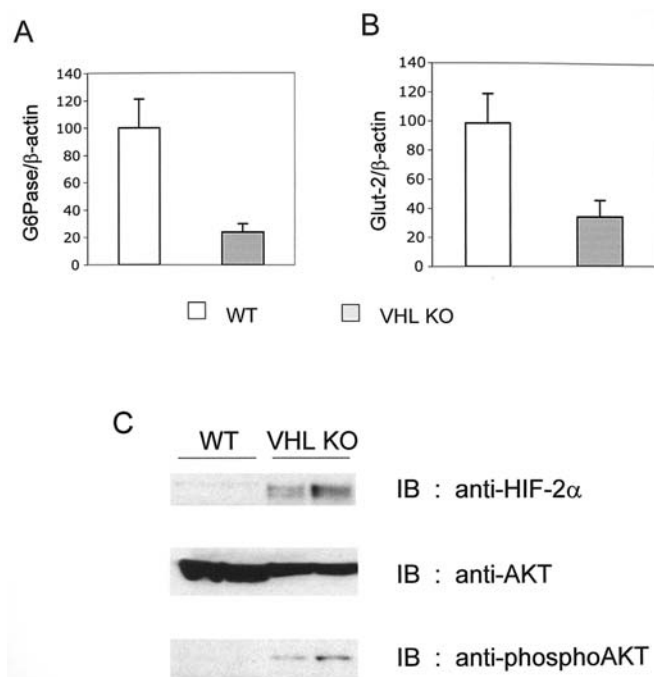 A
G6Pase/β-actin
140
120
100
80
60
40
20
0
B
Glut-2/β-actin
140
120
100
80
60
40
20
0
WT
VHL KO
C
WT VHL KO
IB : anti-HIF-2α
IB : anti-AKT
IB : anti-phosphoAKT